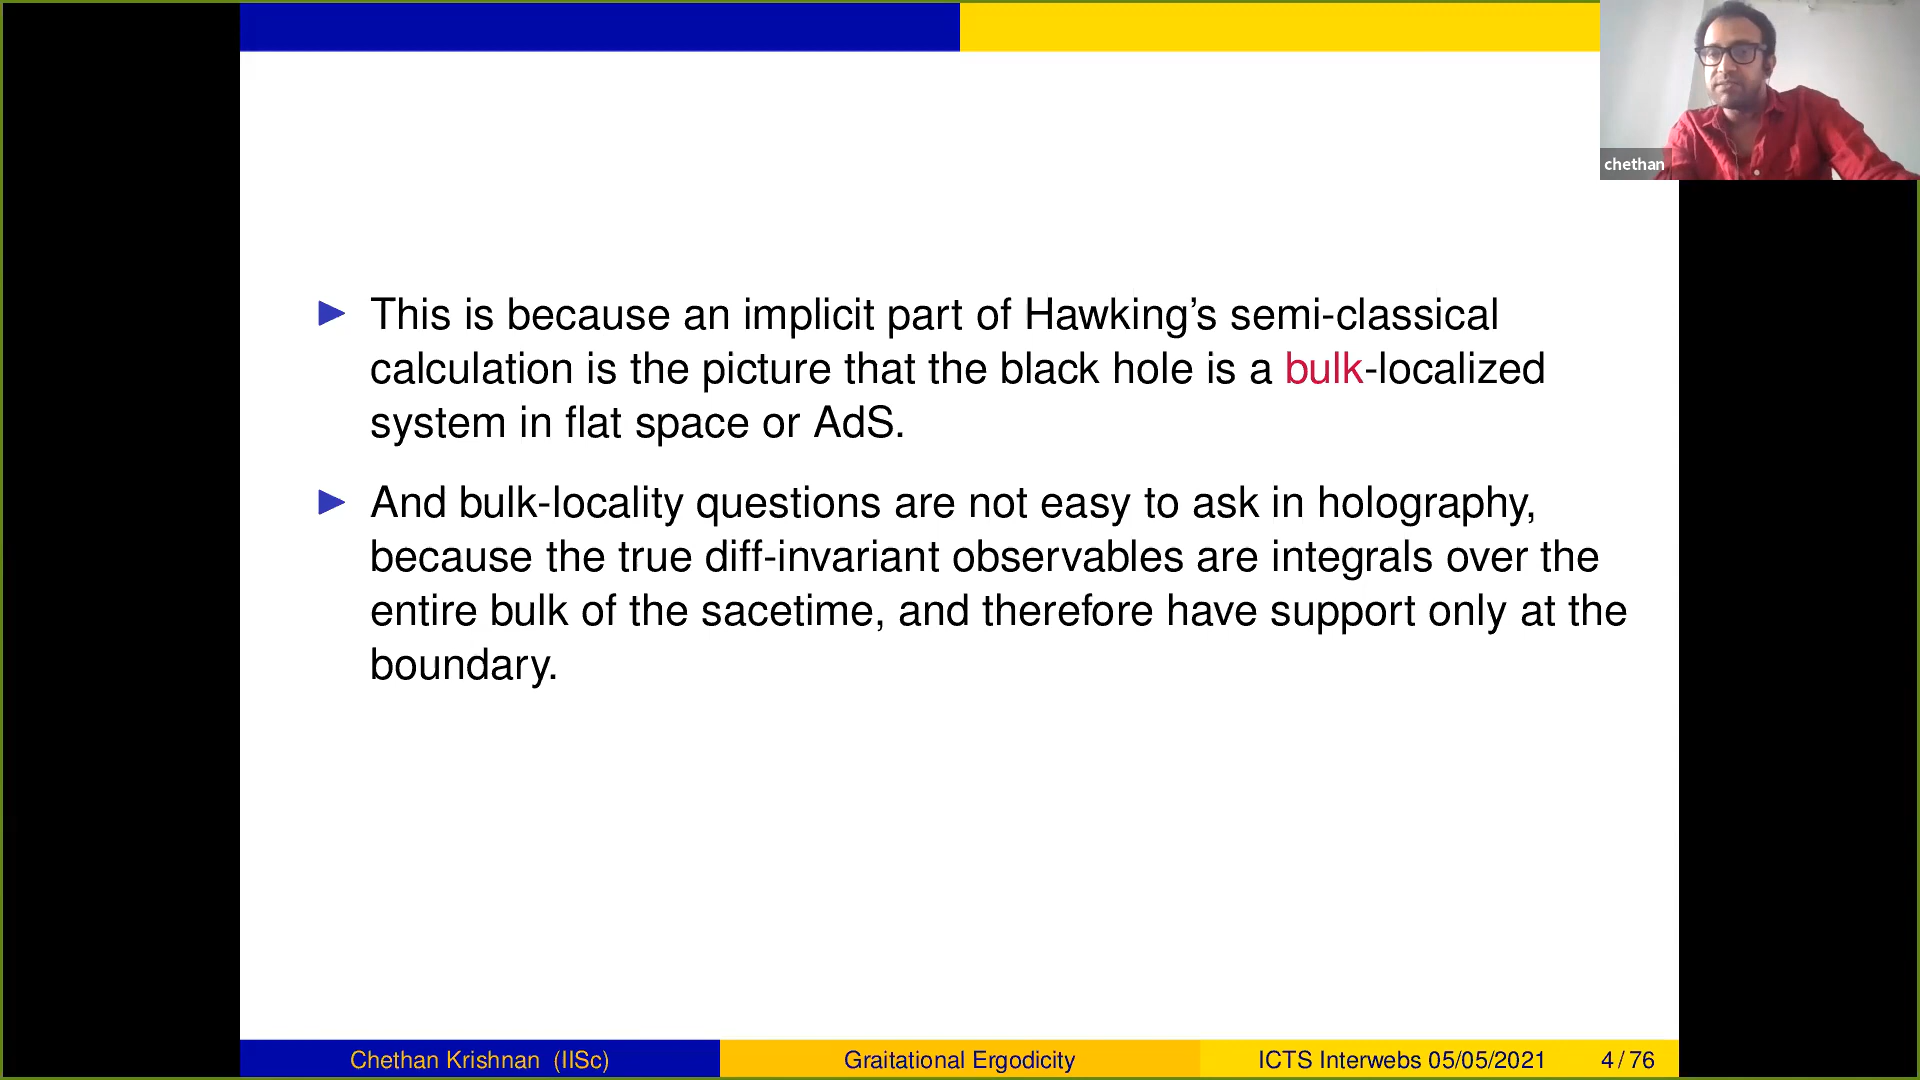 chethan
This is because an implicit part of Hawking's semi-classical
calculation is the picture that the black hole is a bulk-localized
system in flat space or AdS.
And bulk-locality questions are not easy to ask in holography,
because the true diff-invariant observables are integrals over the
entire bulk of the sacetime, and therefore have support only at the
boundary.
Chethan Krishnan (IISc) Graitational Ergodicity ICTS Interwebs 05/05/2021 4 / 76